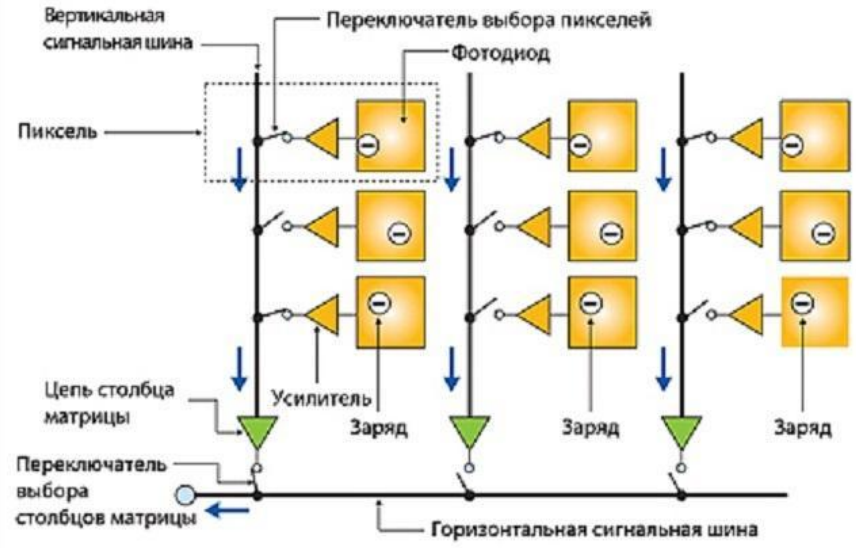 Вертикальная
сигнальная шина
Переключатель выбора пикселей
Фотодиод
Пиксель
Цепь столбца
матрицы
Усилитель
Заряд
Заряд
Заряд
Переключатель
выбора
столбцов матрицы
Горизонтальная сигнальная шина